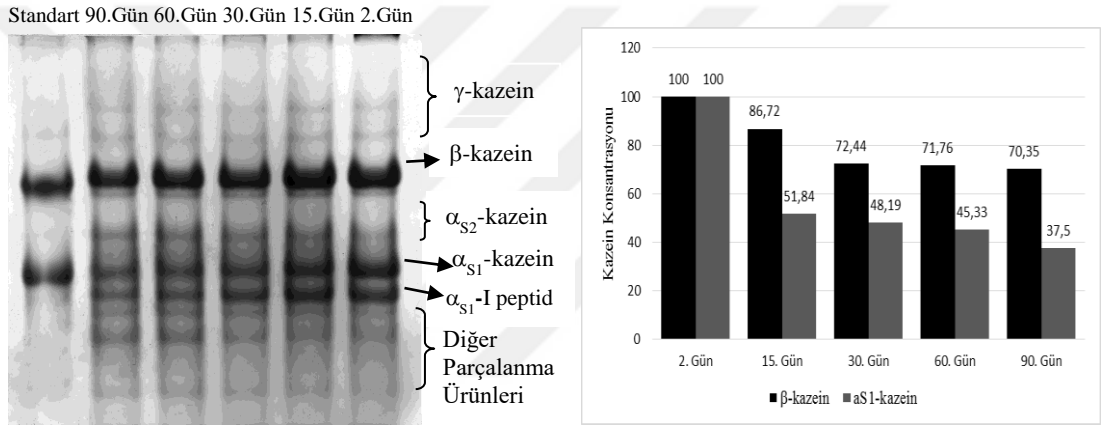 Standart 90.Gün 60.Gün 30.Gün 15.Gün 2.Gün
γ-kazein
β-kazein
αS2-kazein
αS1-kazein
αS1-I peptid
Diğer
Parçalanma
Ürünleri
Kazein Konsantrasyonu
120
100
80
60
40
20
0
100
100
86,72
51,84
72,44
48,19
71,76
45,33
70,35
37,5
2. Gün
15. Gün
30. Gün
60. Gün
90. Gün
β-kazein
aS1-kazein